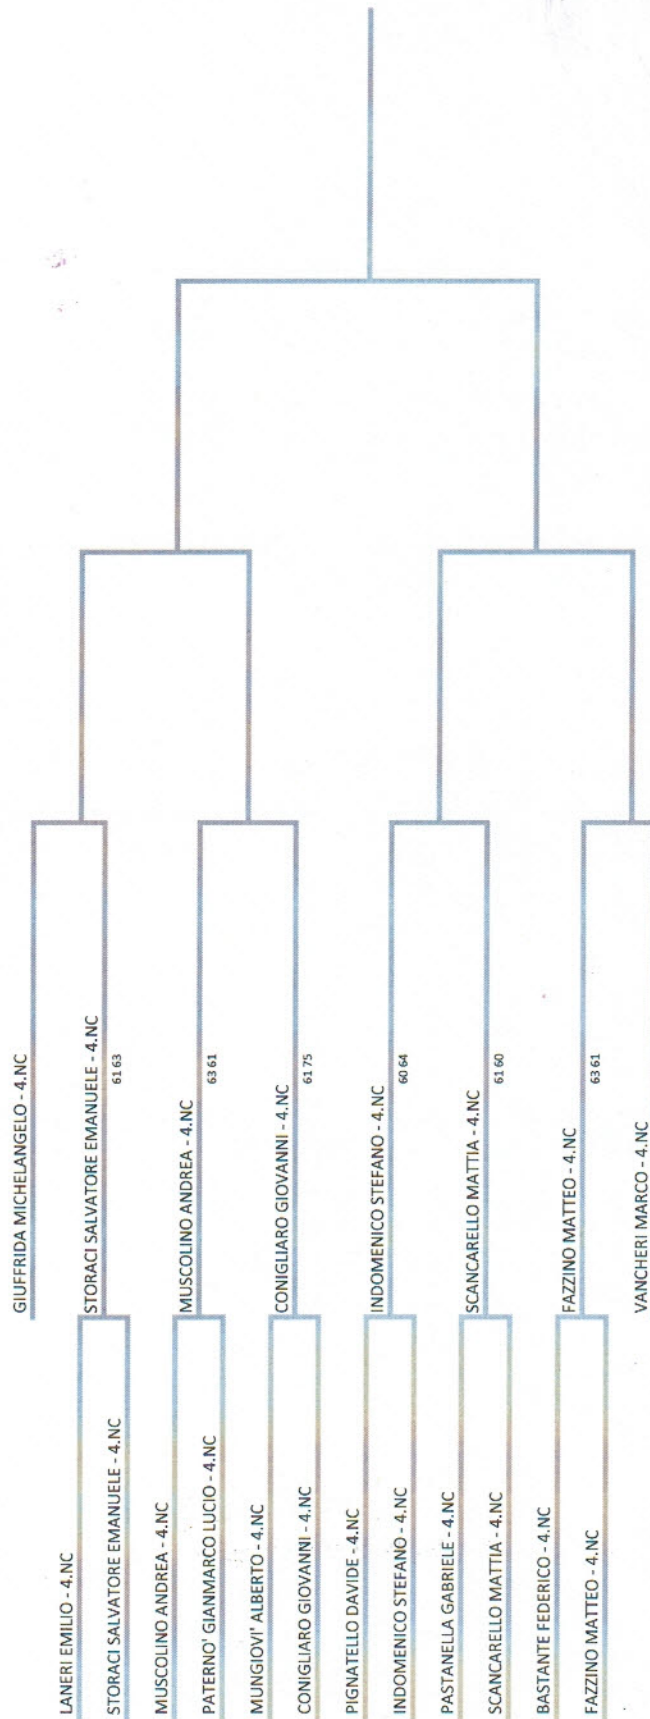 GIUFFRIDA MICHELANGELO - 4.NC
LANERI EMILIO - 4.NC
STORACI SALVATORE EMANUELE - 4.NC
61 63
STORACI SALVATORE EMANUELE - 4.NC
MUSCOLINO ANDREA - 4.NC
MUSCOLINO ANDREA - 4.NC
63 61
PATERNO' GIANMARCO LUCIO - 4.NC
MUNGIOVI' ALBERTO - 4.NC
CONIGLIARO GIOVANNI - 4.NC
61 75
CONIGLIARO GIOVANNI - 4.NC
PIGNATELLO DAVIDE - 4.NC
INDOMENICO STEFANO - 4.NC
60 64
INDOMENICO STEFANO - 4.NC
PASTANELLA GABRIELE - 4.NC
SCANCARELLO MATTIA - 4.NC
61 60
SCANCARELLO MATTIA - 4.NC
BASTANTE FEDERICO - 4.NC
FAZZINO MATTEO - 4.NC
63 61
FAZZINO MATTEO - 4.NC
VANCHERI MARCO - 4.NC